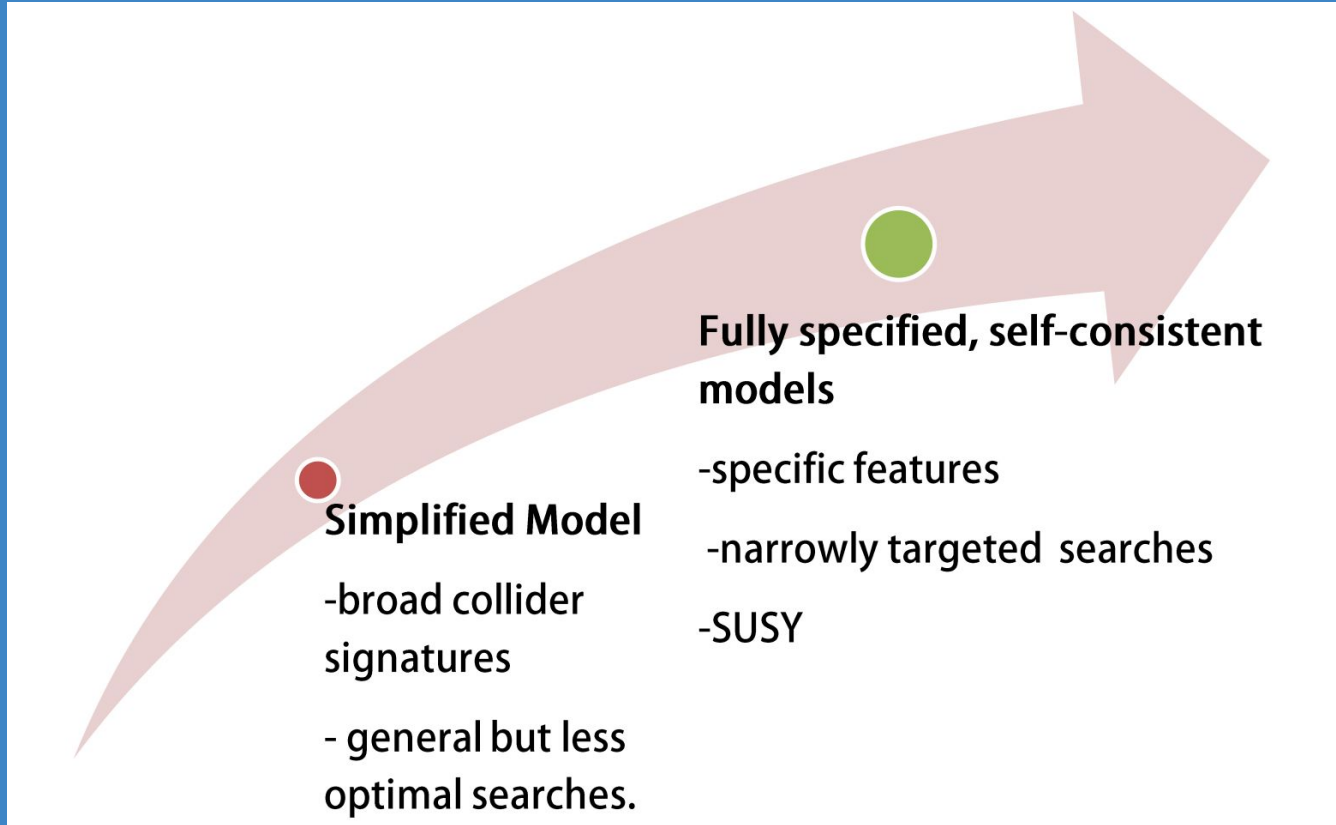 Simplified Model
-broad collider
signatures
- general but less
optimal searches.
Fully specified, self-consistent
models
-specific features
-narrowly targeted searches
-SUSY